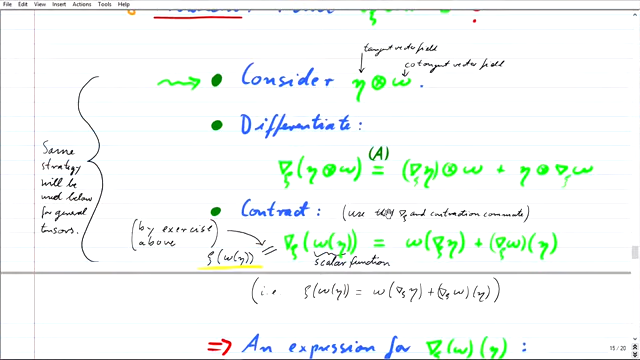 File Edit View Insert Actions Tools Help
tangent vector field
cotangent vector field
Consider η ⊗ ω.
Differentiate:
(A)
∇ξ(η⊗ω) = (∇ξη)⊗ω + η⊗∇ξω
Same
strategy
will be
used below
for general
tensors.
Contract: (use that ∇ξ and contraction commute)
(by exercise above)
ξ(ω(η)) = ∇ξ(ω(η)) = ω(∇ξη) + (∇ξω)(η)
scalar function
(i.e. ξ(ω(η)) = ω(∇ξη) + (∇ξω)(η))
⇒ An expression for ∇ξ(ω)(η):
15 / 20